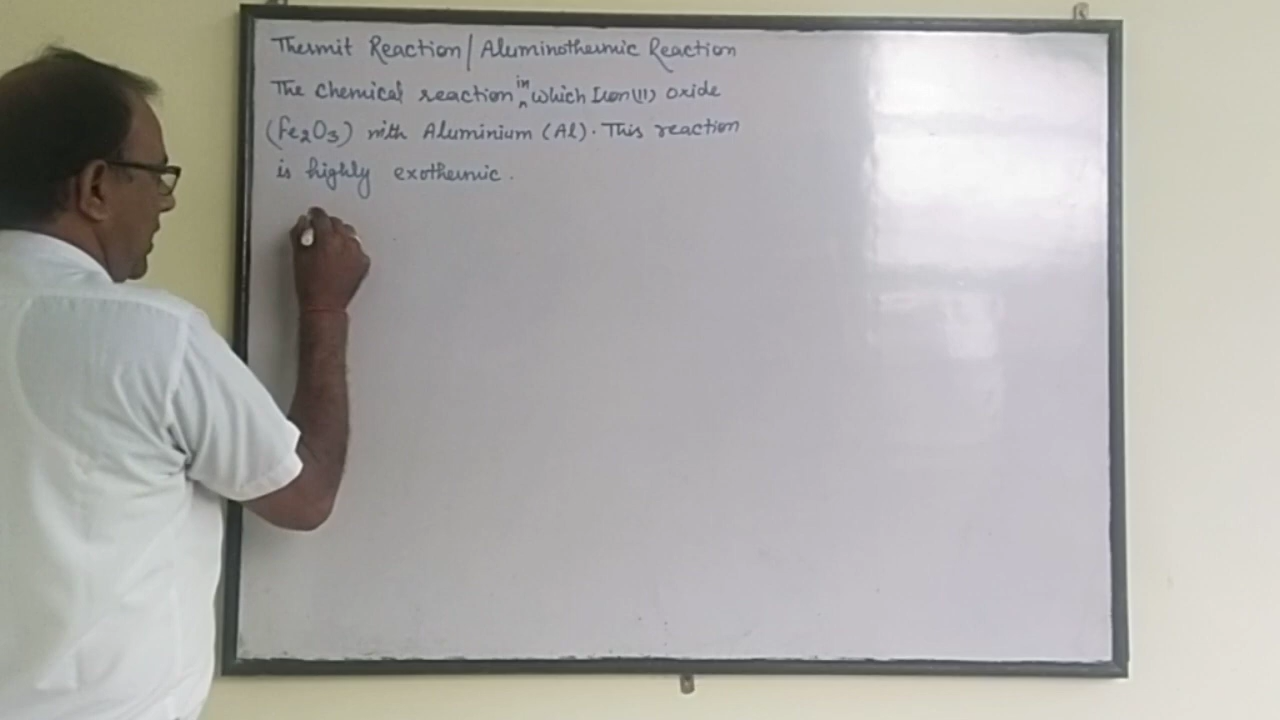 Thermit Reaction/Aluminothermic Reaction
The chemical reaction in which Iron(II) oxide
(Fe2O3) with Aluminium (Al). This reaction
is highly exothermic.